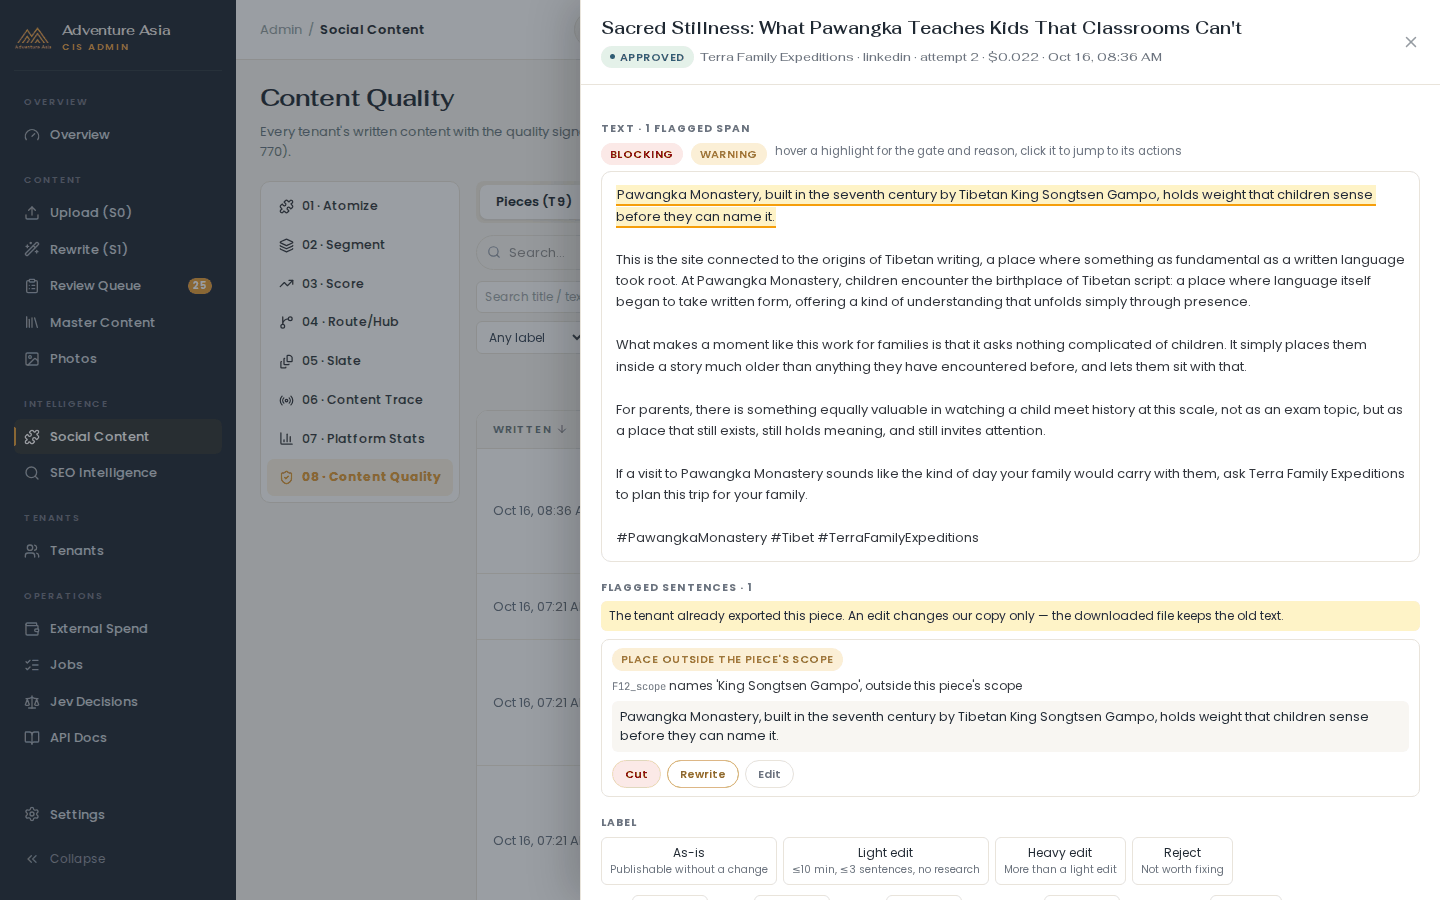 Adventure Asia
Adventure Asia
CIS ADMIN
OVERVIEW
Overview
CONTENT
Upload (S0)
Rewrite (S1)
Review Queue
25
Master Content
Photos
INTELLIGENCE
Social Content
SEO Intelligence
TENANTS
Tenants
OPERATIONS
External Spend
Jobs
Jev Decisions
API Docs
Settings
Collapse
Admin / Social Content
Content Quality
Every tenant's written content with the quality sign
770).
01 · Atomize
02 · Segment
03 · Score
04 · Route/Hub
05 · Slate
06 · Content Trace
07 · Platform Stats
08 · Content Quality
Pieces (T9)
Search...
Search title / tex
Any label
WRITTEN ↓
Oct 16, 08:36 A
Oct 16, 07:21 A
Oct 16, 07:21 A
Oct 16, 07:21 A
Sacred Stillness: What Pawangka Teaches Kids That Classrooms Can't
APPROVED
Terra Family Expeditions · linkedin · attempt 2 · $0.022 · Oct 16, 08:36 AM
TEXT · 1 FLAGGED SPAN
BLOCKING
WARNING
hover a highlight for the gate and reason, click it to jump to its actions
Pawangka Monastery, built in the seventh century by Tibetan King Songtsen Gampo, holds weight that children sense
before they can name it.
This is the site connected to the origins of Tibetan writing, a place where something as fundamental as a written language
took root. At Pawangka Monastery, children encounter the birthplace of Tibetan script: a place where language itself
began to take written form, offering a kind of understanding that unfolds simply through presence.
What makes a moment like this work for families is that it asks nothing complicated of children. It simply places them
inside a story much older than anything they have encountered before, and lets them sit with that.
For parents, there is something equally valuable in watching a child meet history at this scale, not as an exam topic, but as
a place that still exists, still holds meaning, and still invites attention.
If a visit to Pawangka Monastery sounds like the kind of day your family would carry with them, ask Terra Family Expeditions
to plan this trip for your family.
#PawangkaMonastery #Tibet #TerraFamilyExpeditions
FLAGGED SENTENCES · 1
The tenant already exported this piece. An edit changes our copy only — the downloaded file keeps the old text.
PLACE OUTSIDE THE PIECE'S SCOPE
F12_scope names 'King Songtsen Gampo', outside this piece's scope
Pawangka Monastery, built in the seventh century by Tibetan King Songtsen Gampo, holds weight that children sense
before they can name it.
Cut
Rewrite
Edit
LABEL
As-is
Publishable without a change
Light edit
≤10 min, ≤3 sentences, no research
Heavy edit
More than a light edit
Reject
Not worth fixing